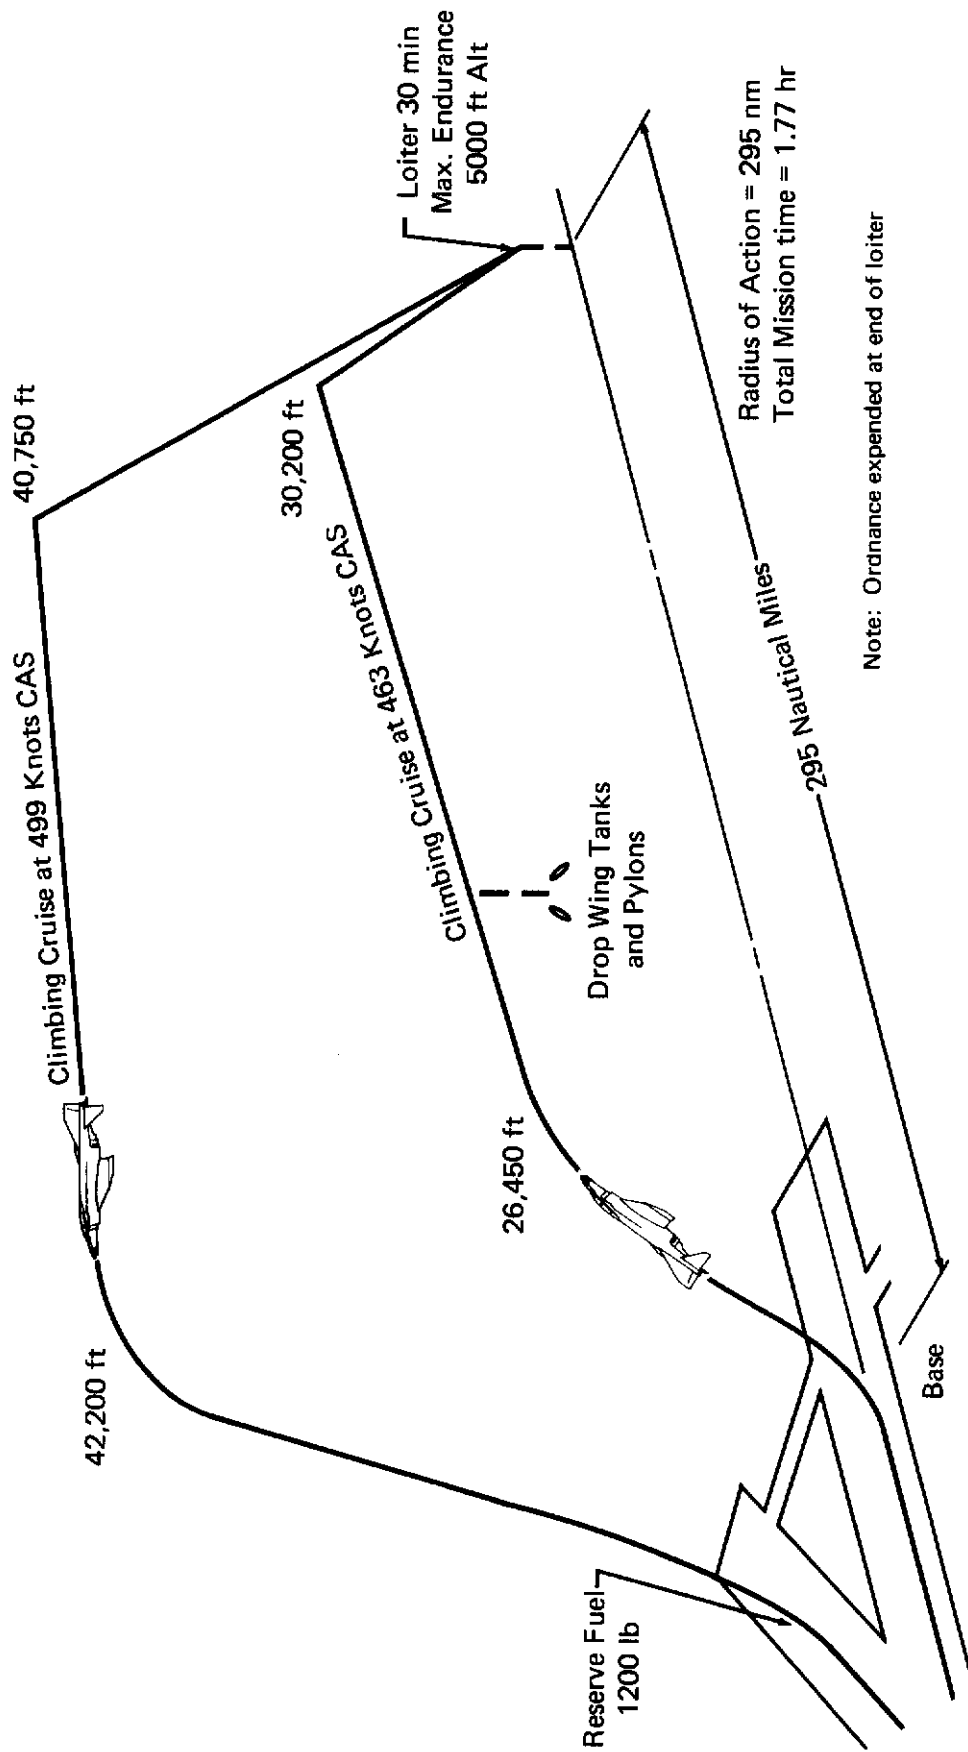 40,750 ft
Climbing Cruise at 499 Knots CAS
42,200 ft
Loiter 30 min
Max. Endurance
5000 ft Alt
30,200 ft
Climbing Cruise at 463 Knots CAS
Drop Wing Tanks
and Pylons
26,450 ft
Reserve Fuel
1200 lb
295 Nautical Miles
Base
Radius of Action = 295 nm
Total Mission time = 1.77 hr
Note: Ordnance expended at end of loiter